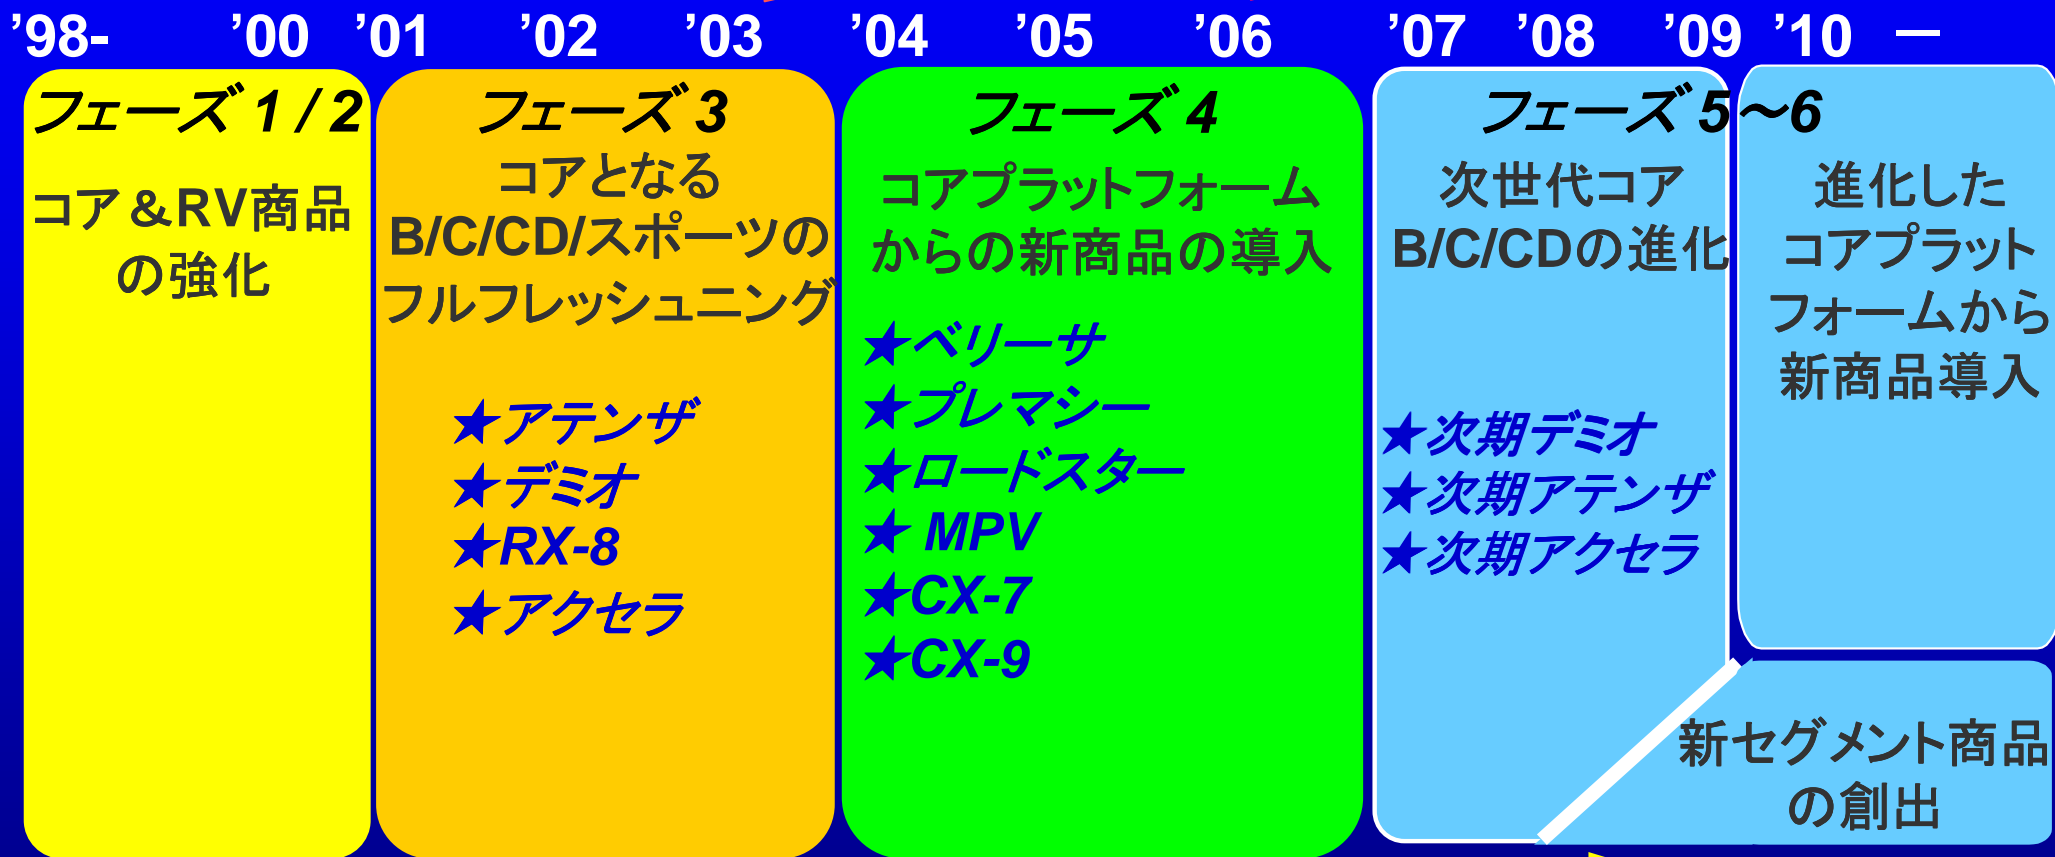 ’98- ’00 ’01 ’02 ’03 ’04 ’05 ’06 ’07 ’08 ’09 ’10 －
フェーズ 1 / 2
コア＆RV商品
の強化
フェーズ 3
コアとなる
B/C/CD/スポーツの
フルフレッシュニング
★アテンザ
★デミオ
★RX-8
★アクセラ
フェーズ 4
コアプラットフォーム
からの新商品の導入
★ベリーサ
★プレマシー
★ロードスター
★ MPV
★CX-7
★CX-9
フェーズ 5～6
次世代コア
B/C/CDの進化
★次期デミオ
★次期アテンザ
★次期アクセラ
進化した
コアプラット
フォームから
新商品導入
新セグメント商品
の創出